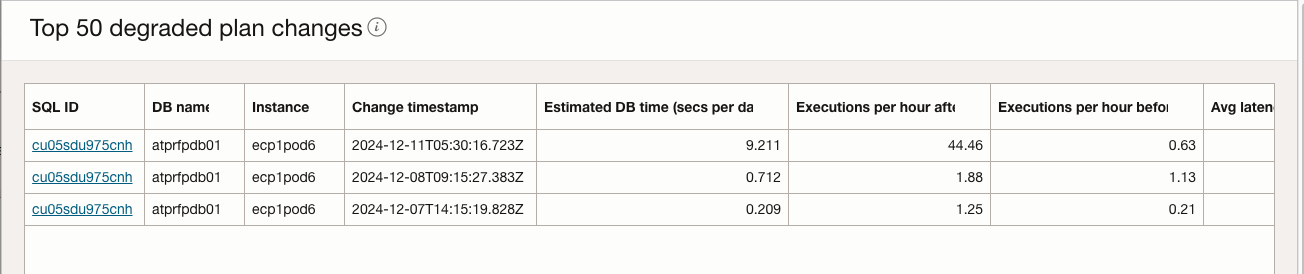 Top 50 degraded plan changes
SQL ID DB name Instance Change timestamp Estimated DB time (secs per da Executions per hour afte Executions per hour befor Avg laten
cu05sdu975cnh atprfpdb01 ecp1pod6 2024-12-11T05:30:16.723Z 9.211 44.46 0.63
cu05sdu975cnh atprfpdb01 ecp1pod6 2024-12-08T09:15:27.383Z 0.712 1.88 1.13
cu05sdu975cnh atprfpdb01 ecp1pod6 2024-12-07T14:15:19.828Z 0.209 1.25 0.21